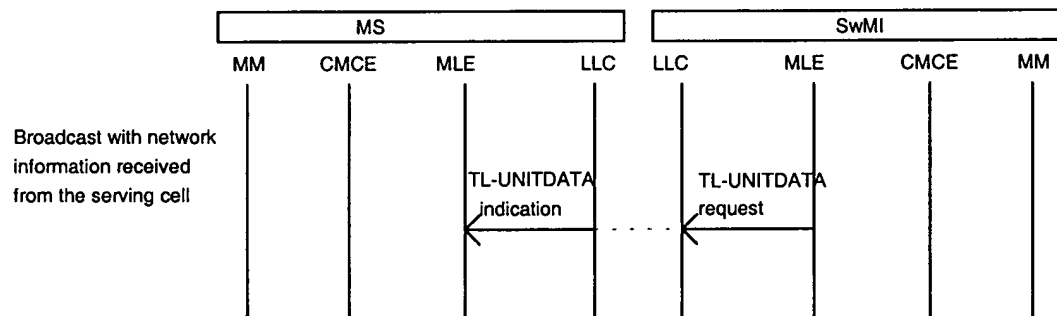 MS SwMI
MM CMCE MLE LLC LLC MLE CMCE MM
Broadcast with network
information received
from the serving cell
TL-UNITDATA
indication
TL-UNITDATA
request